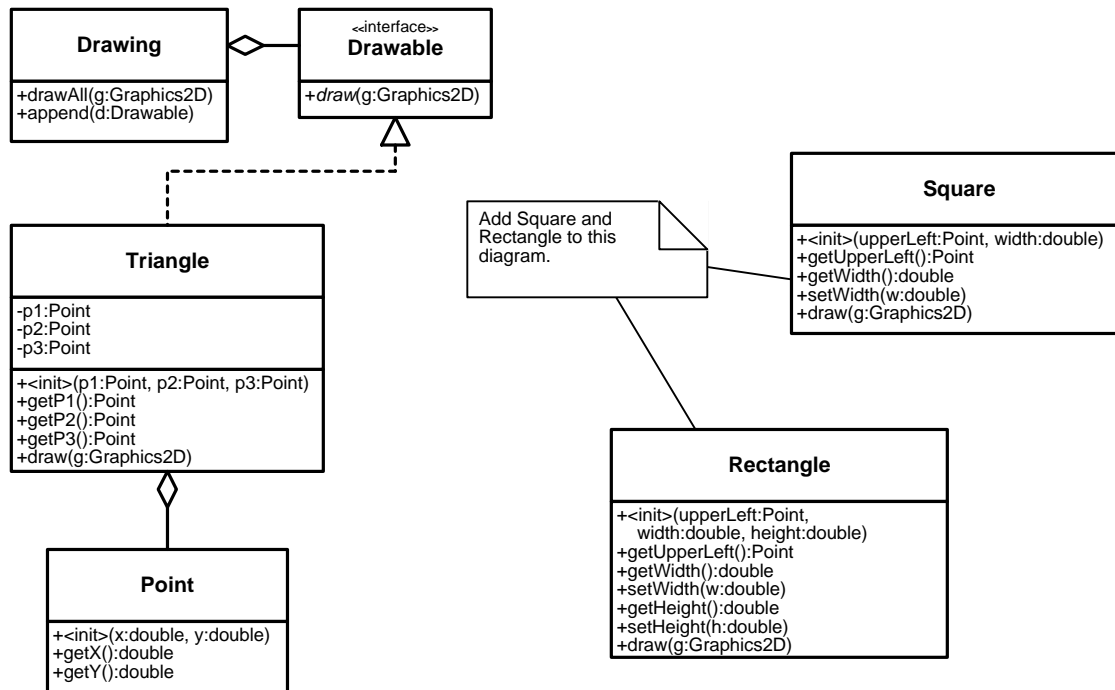 Drawing
+drawAll(g:Graphics2D)
+append(d:Drawable)
<<interface>>
Drawable
+draw(g:Graphics2D)
Triangle
-p1:Point
-p2:Point
-p3:Point
+<init>(p1:Point, p2:Point, p3:Point)
+getP1():Point
+getP2():Point
+getP3():Point
+draw(g:Graphics2D)
Point
+<init>(x:double, y:double)
+getX():double
+getY():double
Add Square and
Rectangle to this
diagram.
Square
+<init>(upperLeft:Point, width:double)
+getUpperLeft():Point
+getWidth():double
+setWidth(w:double)
+draw(g:Graphics2D)
Rectangle
+<init>(upperLeft:Point,
width:double, height:double)
+getUpperLeft():Point
+getWidth():double
+setWidth(w:double)
+getHeight():double
+setHeight(h:double)
+draw(g:Graphics2D)